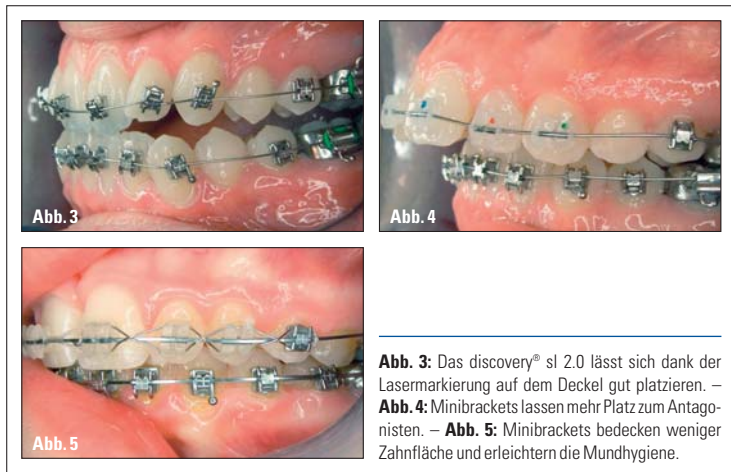 Abb. 3
Abb. 4
Abb. 5
Abb. 3: Das discovery® sl 2.0 lässt sich dank der
Lasermarkierung auf dem Deckel gut platzieren. –
Abb. 4: Minibrackets lassen mehr Platz zum Antago-
nisten. – Abb. 5: Minibrackets bedecken weniger
Zahnfläche und erleichtern die Mundhygiene.